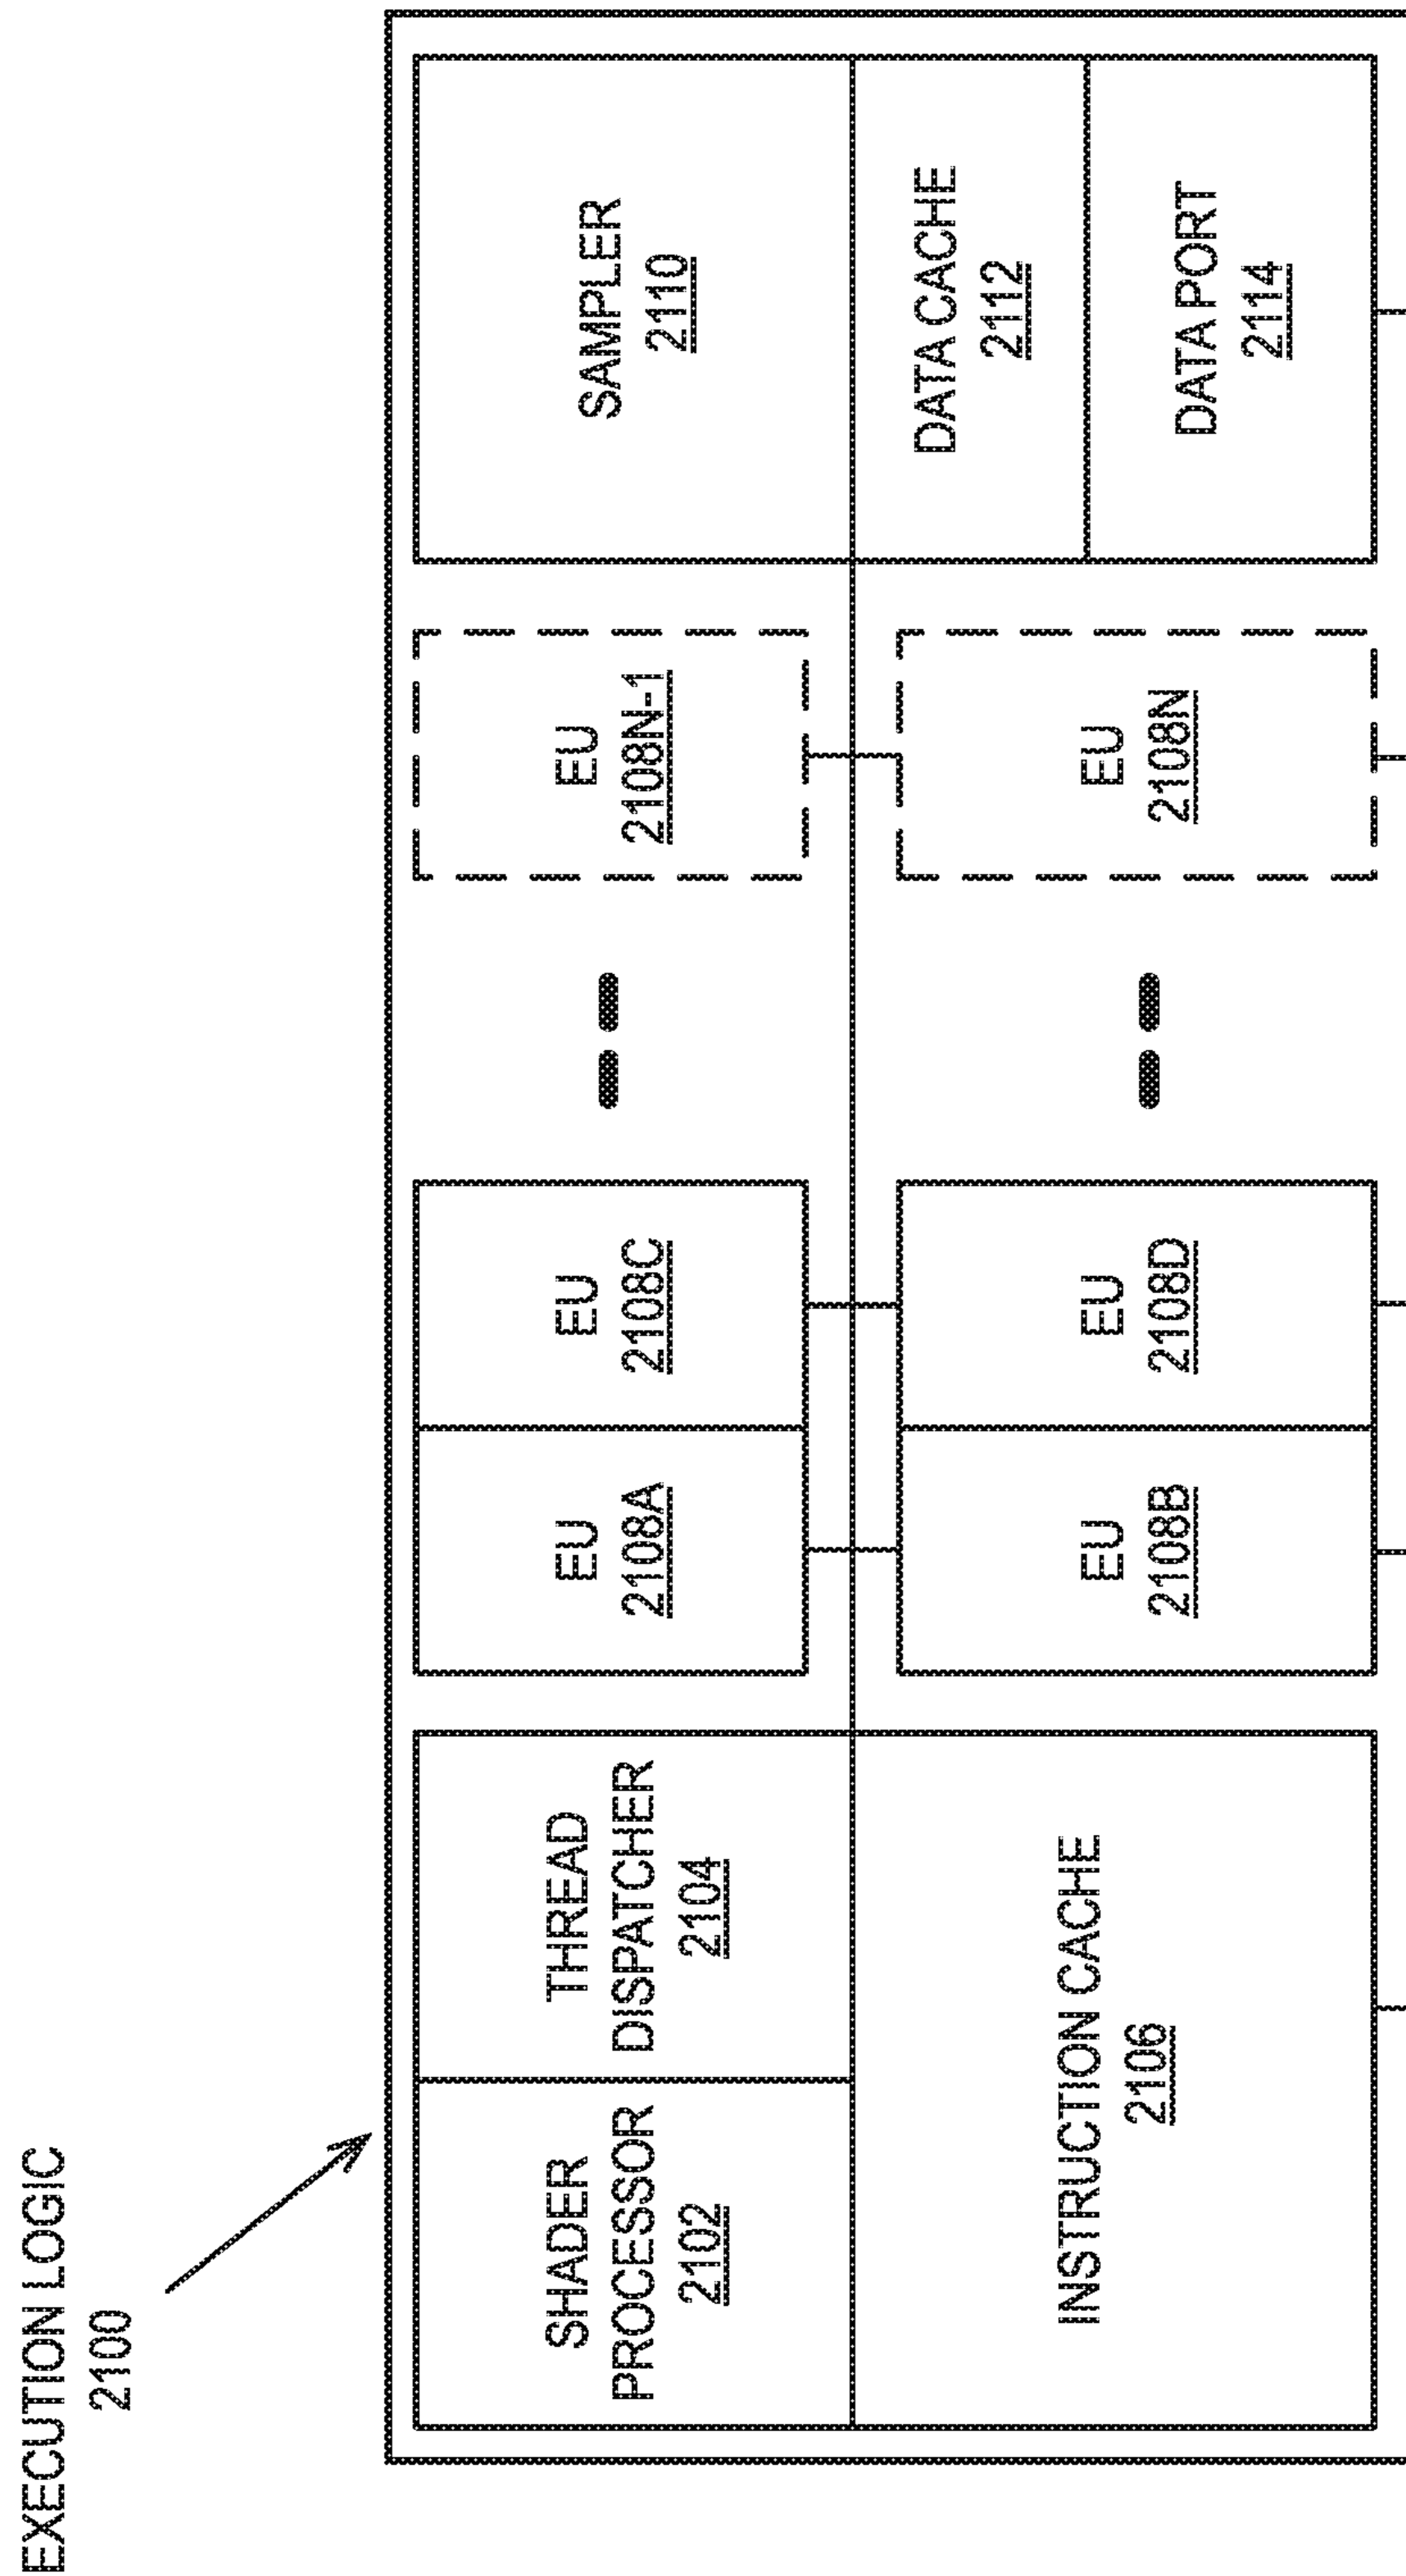 EXECUTION LOGIC
2100
SHADER
PROCESSOR
2102
THREAD
DISPATCHER
2104
INSTRUCTION CACHE
2106
EU
2108A
EU
2108C
EU
2108B
EU
2108D
EU
2108N-1
EU
2108N
SAMPLER
2110
DATA CACHE
2112
DATA PORT
2114